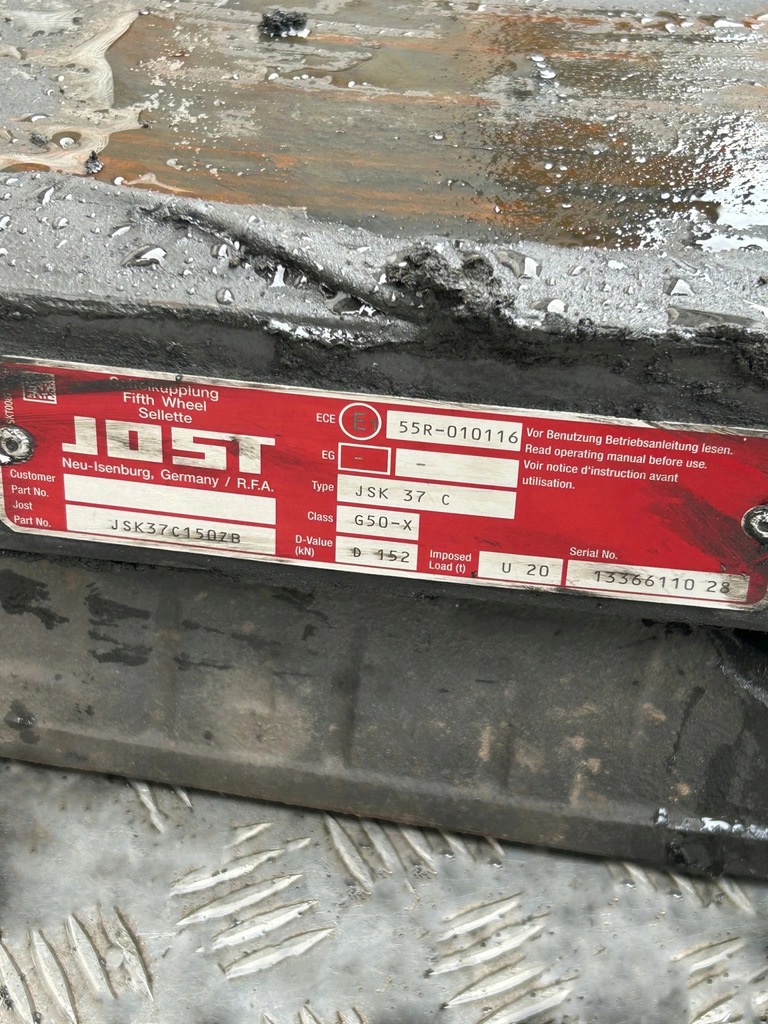 Fifth Wheel
Sellette
JOST
Neu-Isenburg, Germany / R.F.A.
Customer
Part No.
Jost
Part No. JSK37C150ZB
ECE E1 55R-010116
EG - -
Type JSK 37 C
Class G50-X
D-Value
(kN) D 152
Imposed
Load (t) U 20
Serial No.
13366110 28
Vor Benutzung Betriebsanleitung lesen.
Read operating manual before use.
Voir notice d'instruction avant
utilisation.